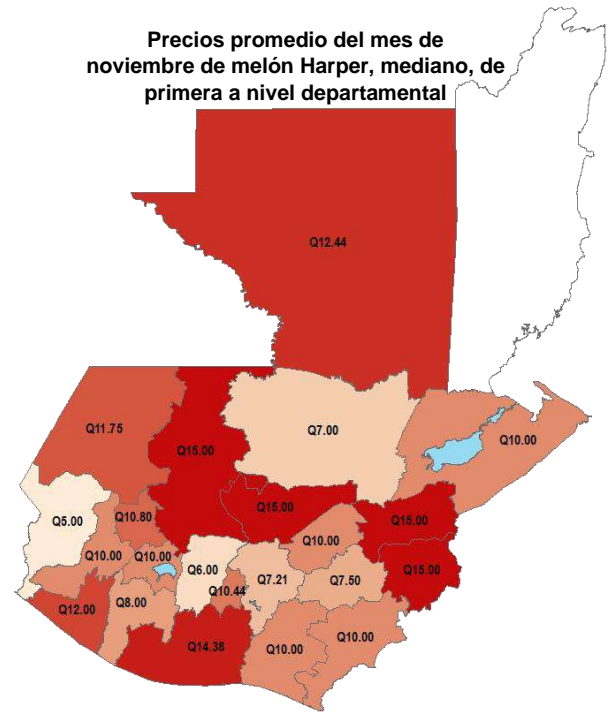 Precios promedio del mes de
noviembre de melón Harper, mediano, de
primera a nivel departamental
Q12.44
Q11.75
Q15.00
Q7.00
Q10.00
Q5.00
Q10.80
Q15.00
Q15.00
Q10.00
Q10.00
Q10.00
Q6.00
Q7.21
Q7.50
Q15.00
Q10.44
Q12.00
Q8.00
Q14.38
Q10.00
Q10.00